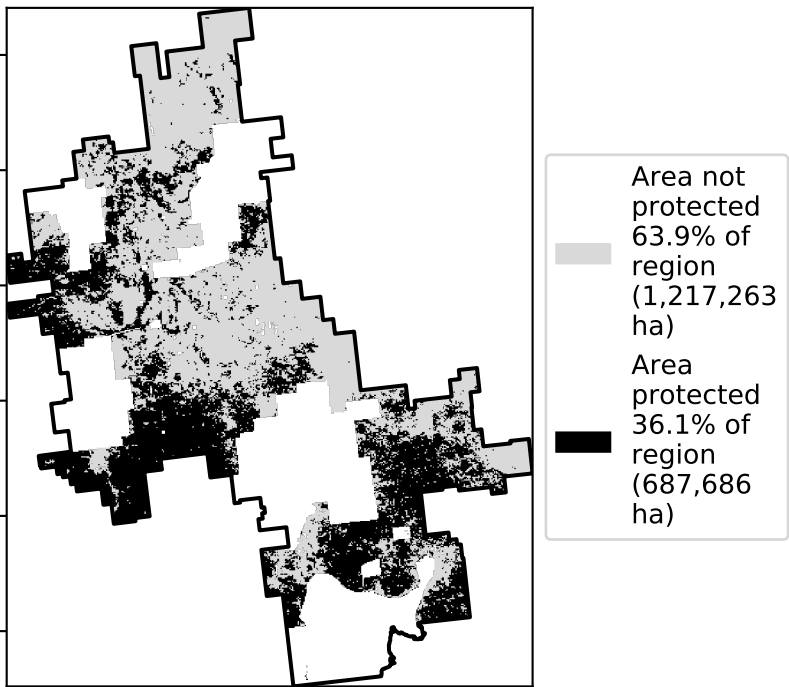 Area not
protected
63.9% of
region
(1,217,263
ha)
Area
protected
36.1% of
region
(687,686
ha)